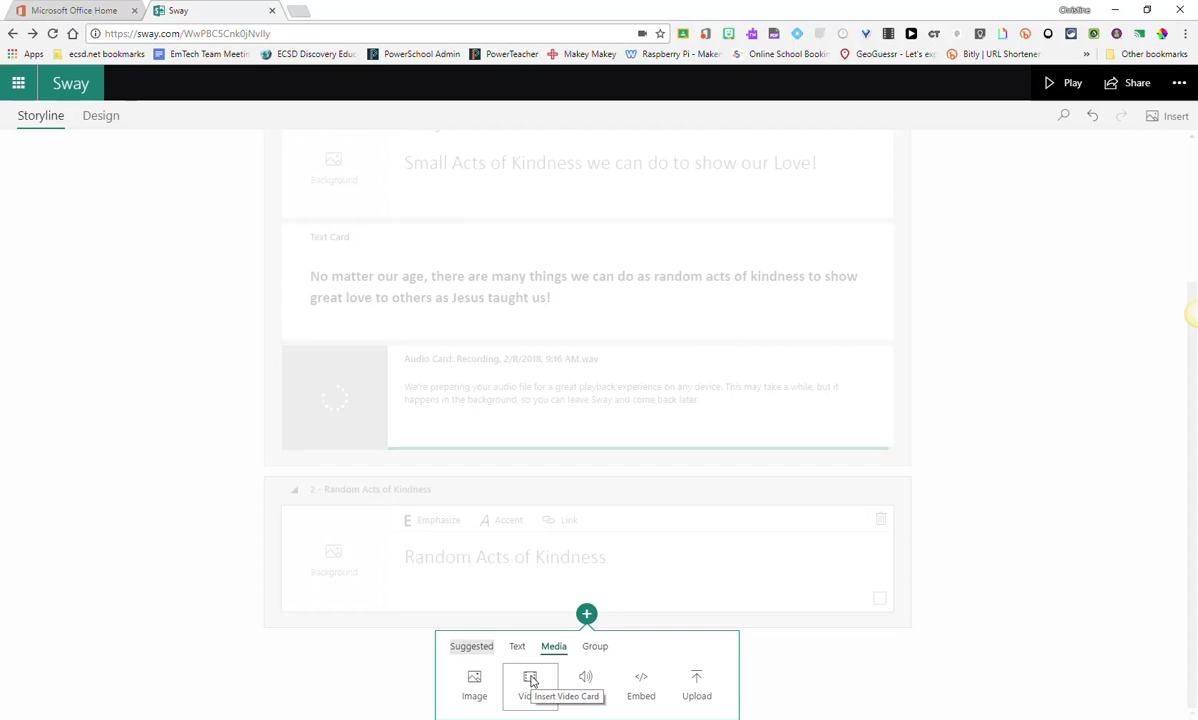 Microsoft Office Home
Sway
Christine
https://sway.com/WwPBC5Cnk0jNvIly
Apps
ecsd.net bookmarks
EmTech Team Meetin
ECSD Discovery Educ
PowerSchool Admin
PowerTeacher
Makey Makey
Raspberry Pi - Maker
Online School Bookin
GeoGuessr - Let's exp
Bitly | URL Shortener
Other bookmarks
Sway
Play
Share
Storyline
Design
Insert
Background
Small Acts of Kindness we can do to show our Love!
Text Card
No matter our age, there are many things we can do as random acts of kindness to show
great love to others as Jesus taught us!
Audio Card: Recording, 2/8/2018, 9:16 AM.wav
We're preparing your audio file for a great playback experience on any device. This may take a while, but it
happens in the background, so you can leave Sway and come back later.
2 - Random Acts of Kindness
Emphasize
Accent
Link
Background
Random Acts of Kindness
Suggested
Text
Media
Group
Image
Insert Video Card
Embed
Upload